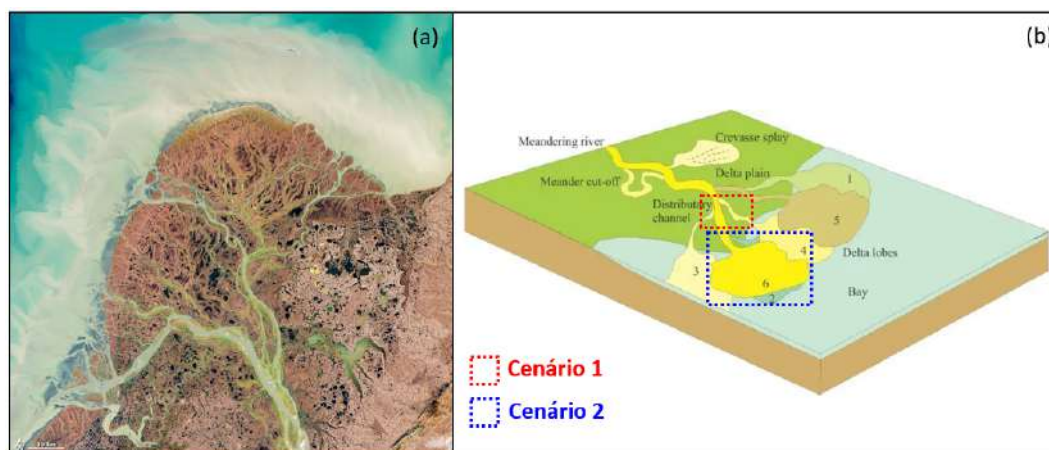 (a)
(b)
Meandering river
Crevasse splay
Meander cut-off
Delta plain
Distributary
channel
1
5
4
Delta lobes
3
6
2
Bay
Cenário 1
Cenário 2